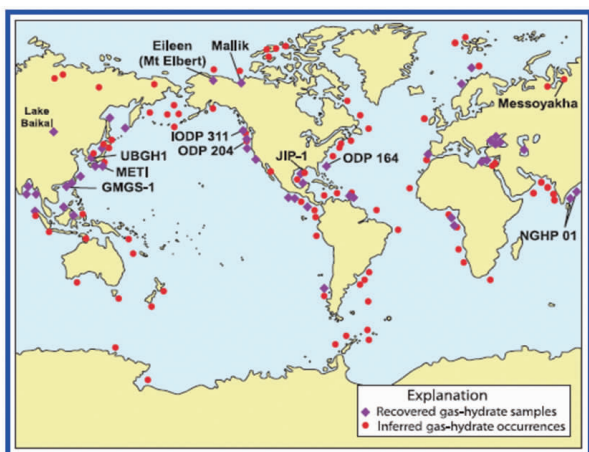 Eileen
(Mt Elbert)
Mallik
Messoyakha
Lake
Baikal
IODP 311
ODP 204
JIP-1
ODP 164
UBGH1
METI
GMGS-1
NGHP 01
Explanation
Recovered gas-hydrate samples
Inferred gas-hydrate occurrences